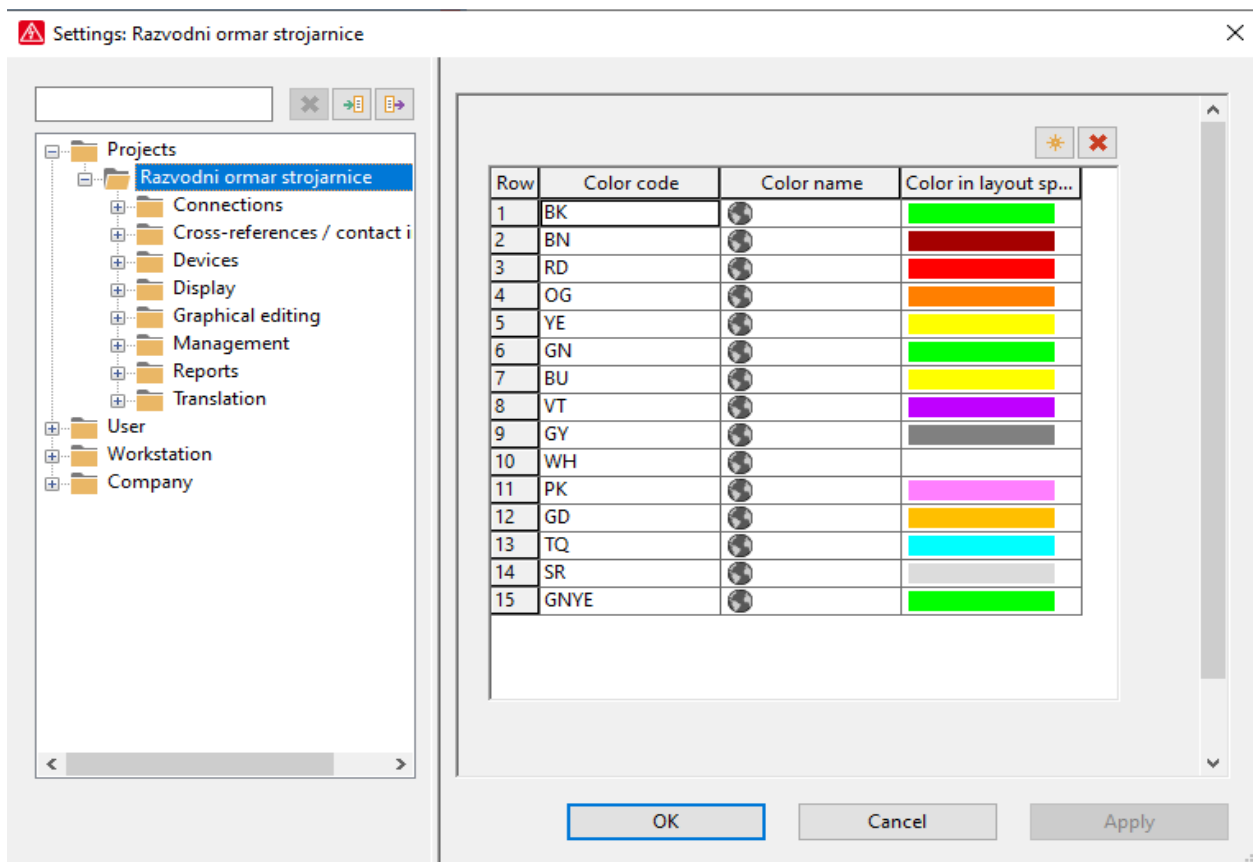 Settings: Razvodni ormar strojarnice
Projects
Razvodni ormar strojarnice
Connections
Cross-references / contact i
Devices
Display
Graphical editing
Management
Reports
Translation
User
Workstation
Company
Row Color code Color name Color in layout sp...
1 BK
2 BN
3 RD
4 OG
5 YE
6 GN
7 BU
8 VT
9 GY
10 WH
11 PK
12 GD
13 TQ
14 SR
15 GNYE
OK Cancel Apply